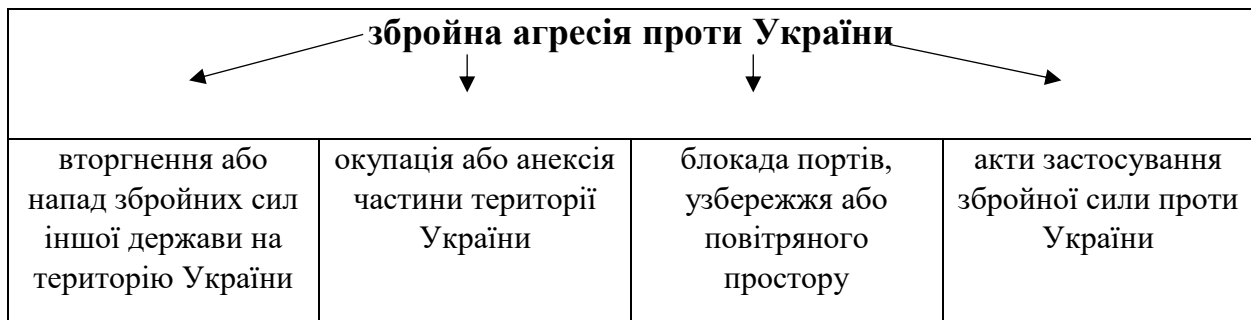 збройна агресія проти України
вторгнення або
напад збройних сил
іншої держави на
територію України
окупація або анексія
частини території
України
блокада портів,
узбережжя або
повітряного
простору
акти застосування
збройної сили проти
України